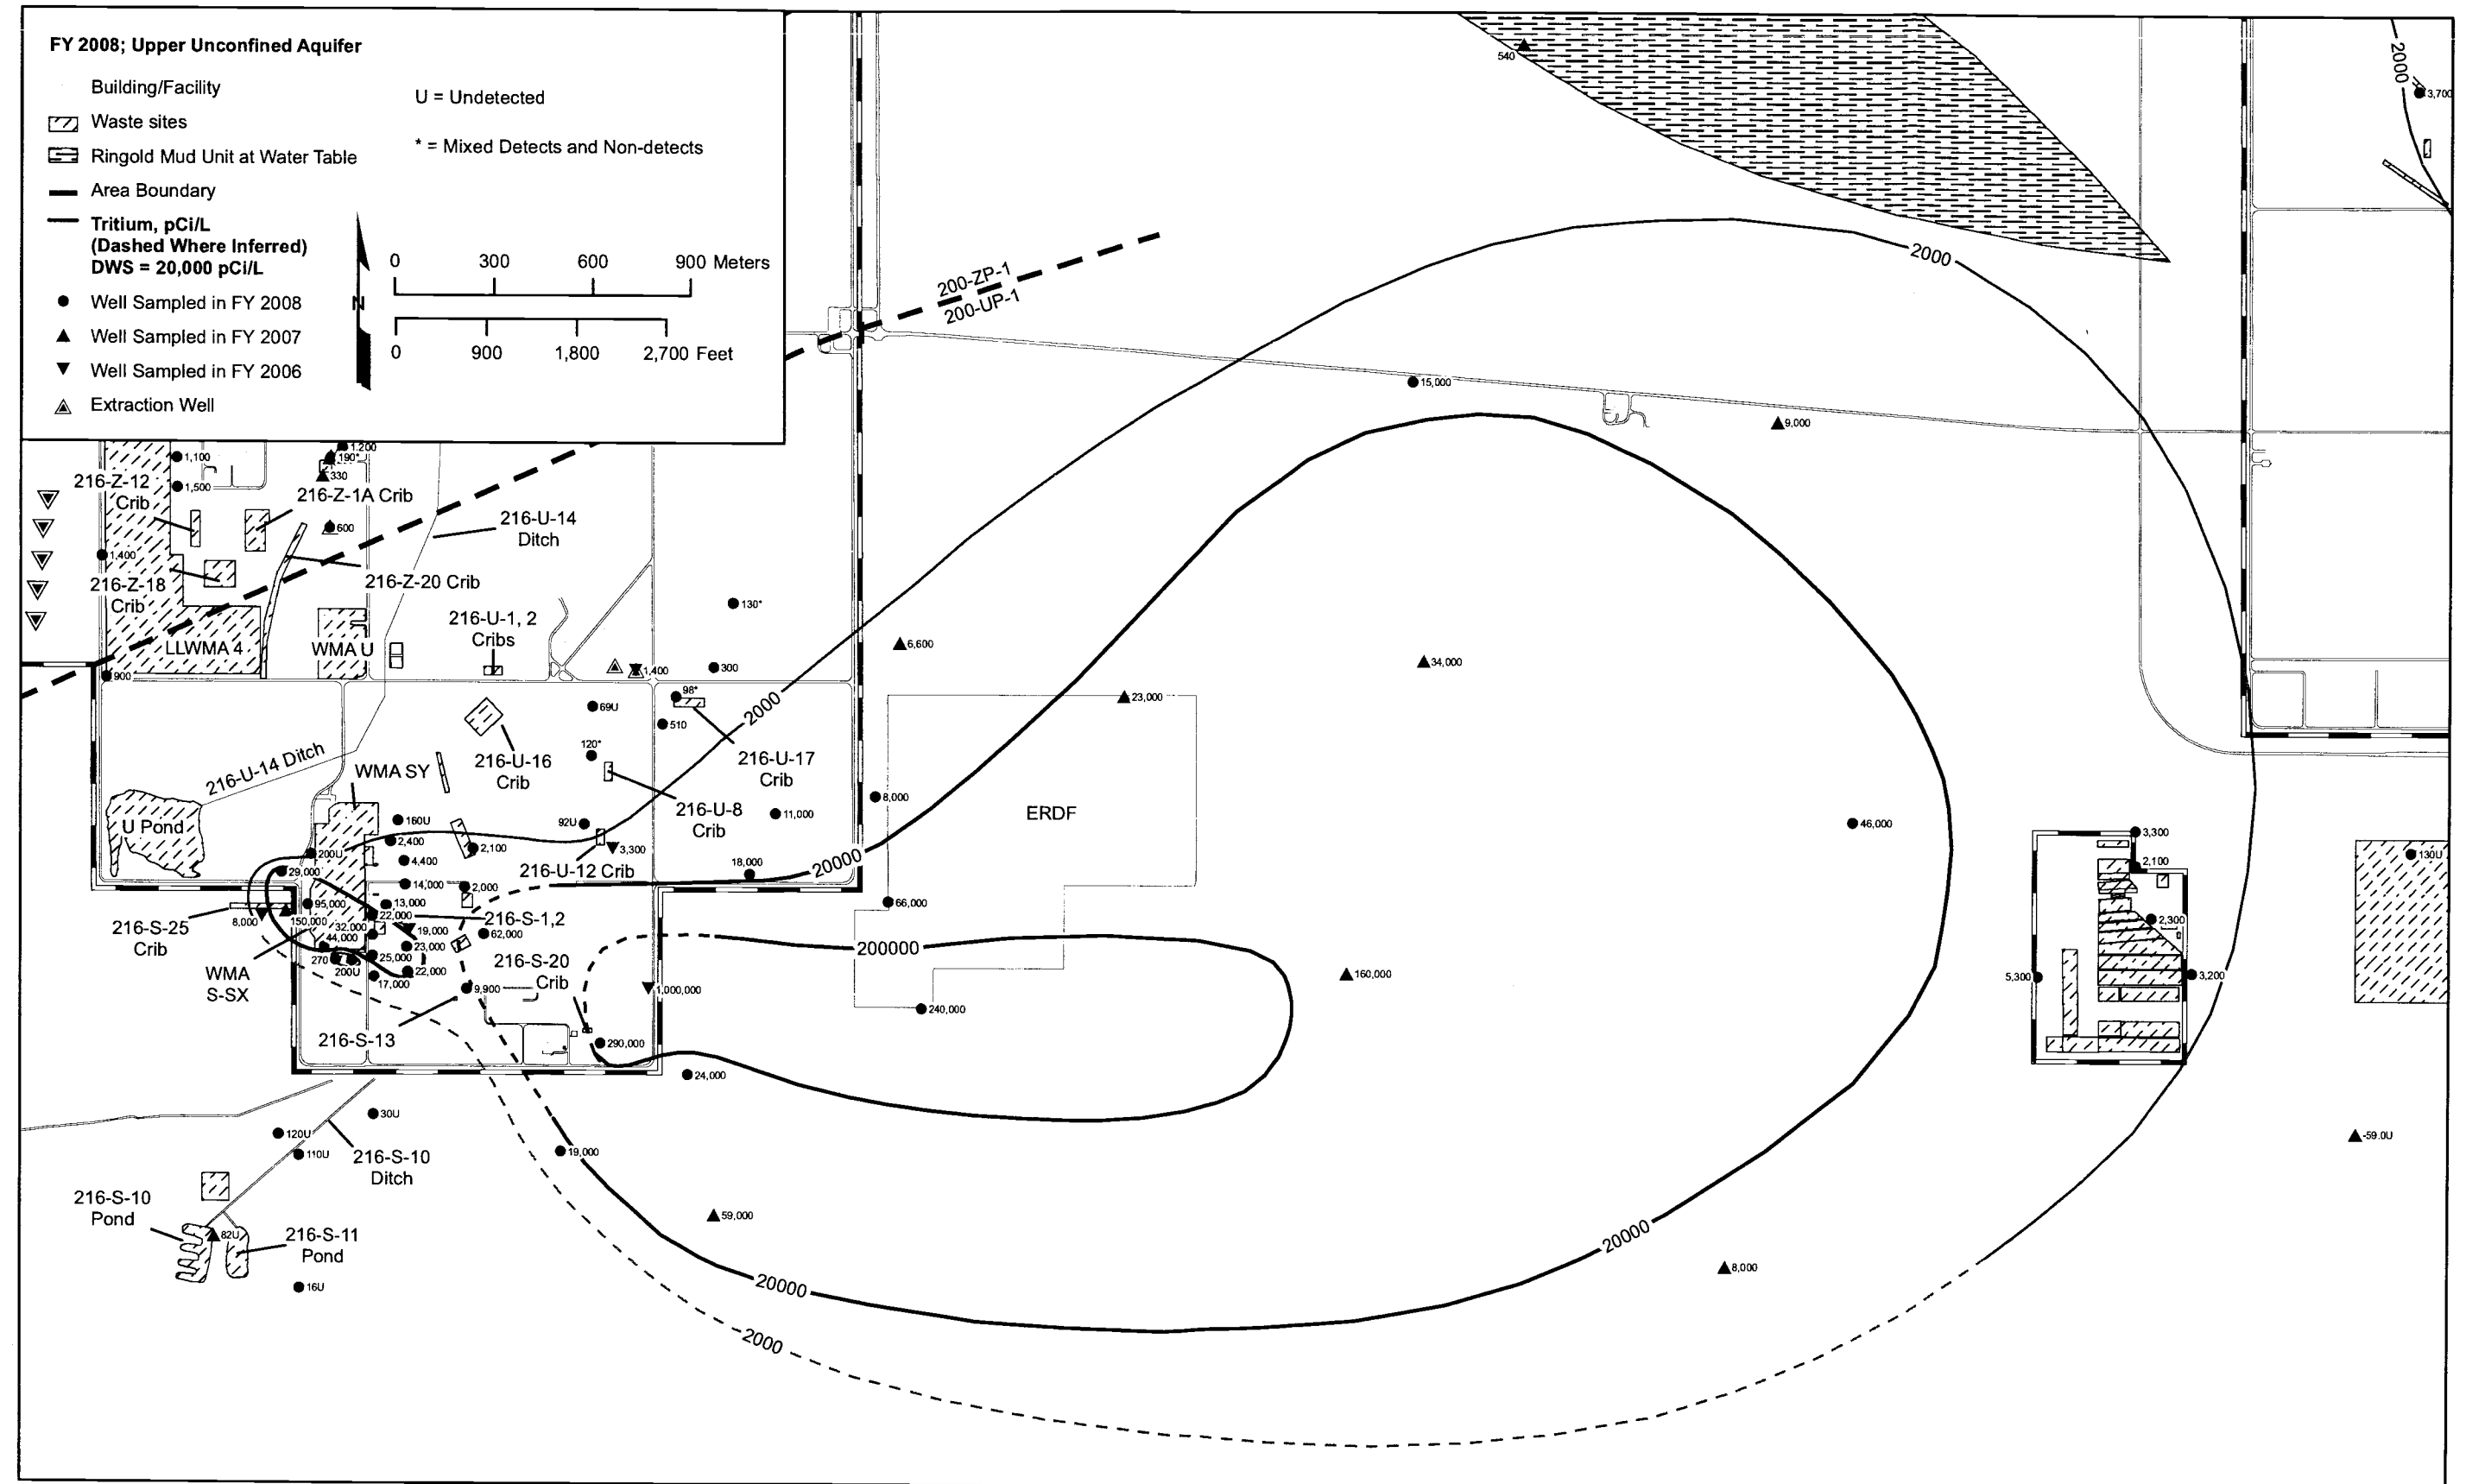 FY 2008; Upper Unconfined Aquifer
Building/Facility
Waste sites
Ringold Mud Unit at Water Table
Area Boundary
Tritium, pCi/L
(Dashed Where Inferred)
DWS = 20,000 pCi/L
Well Sampled in FY 2008
Well Sampled in FY 2007
Well Sampled in FY 2006
Extraction Well
U = Undetected
* = Mixed Detects and Non-detects
N
0 300 600 900 Meters
0 900 1,800 2,700 Feet
540
2000
3,700
200-ZP-1
200-UP-1
2000
15,000
9,000
1,200
1,100
190*
330
216-Z-12
Crib
1,500
216-Z-1A Crib
600
216-U-14
Ditch
1,400
216-Z-18
Crib
216-Z-20 Crib
130*
216-U-1, 2
Cribs
LLWMA 4
WMA U
6,600
34,000
900
1,400
300
98*
23,000
69U
510
2000
120*
216-U-14 Ditch
WMA SY
216-U-16
Crib
216-U-17
Crib
8,000
U Pond
216-U-8
Crib
11,000
ERDF
160U
92U
46,000
2,400
2,100
3,300
200U
4,400
216-U-12 Crib
18,000
20000
3,300
2,100
130U
29,000
14,000
2,000
95,000
13,000
66,000
216-S-25
Crib
8,000
150,000
22,000
216-S-1,2
32,000
19,000
62,000
2,300
44,000
23,000
200000
270
200U
25,000
22,000
216-S-20
Crib
WMA
S-SX
17,000
9,900
1,000,000
160,000
5,300
3,200
240,000
216-S-13
290,000
24,000
30U
120U
110U
216-S-10
Ditch
19,000
-59.0U
216-S-10
Pond
82U
216-S-11
Pond
59,000
20000
8,000
16U
20000
2000